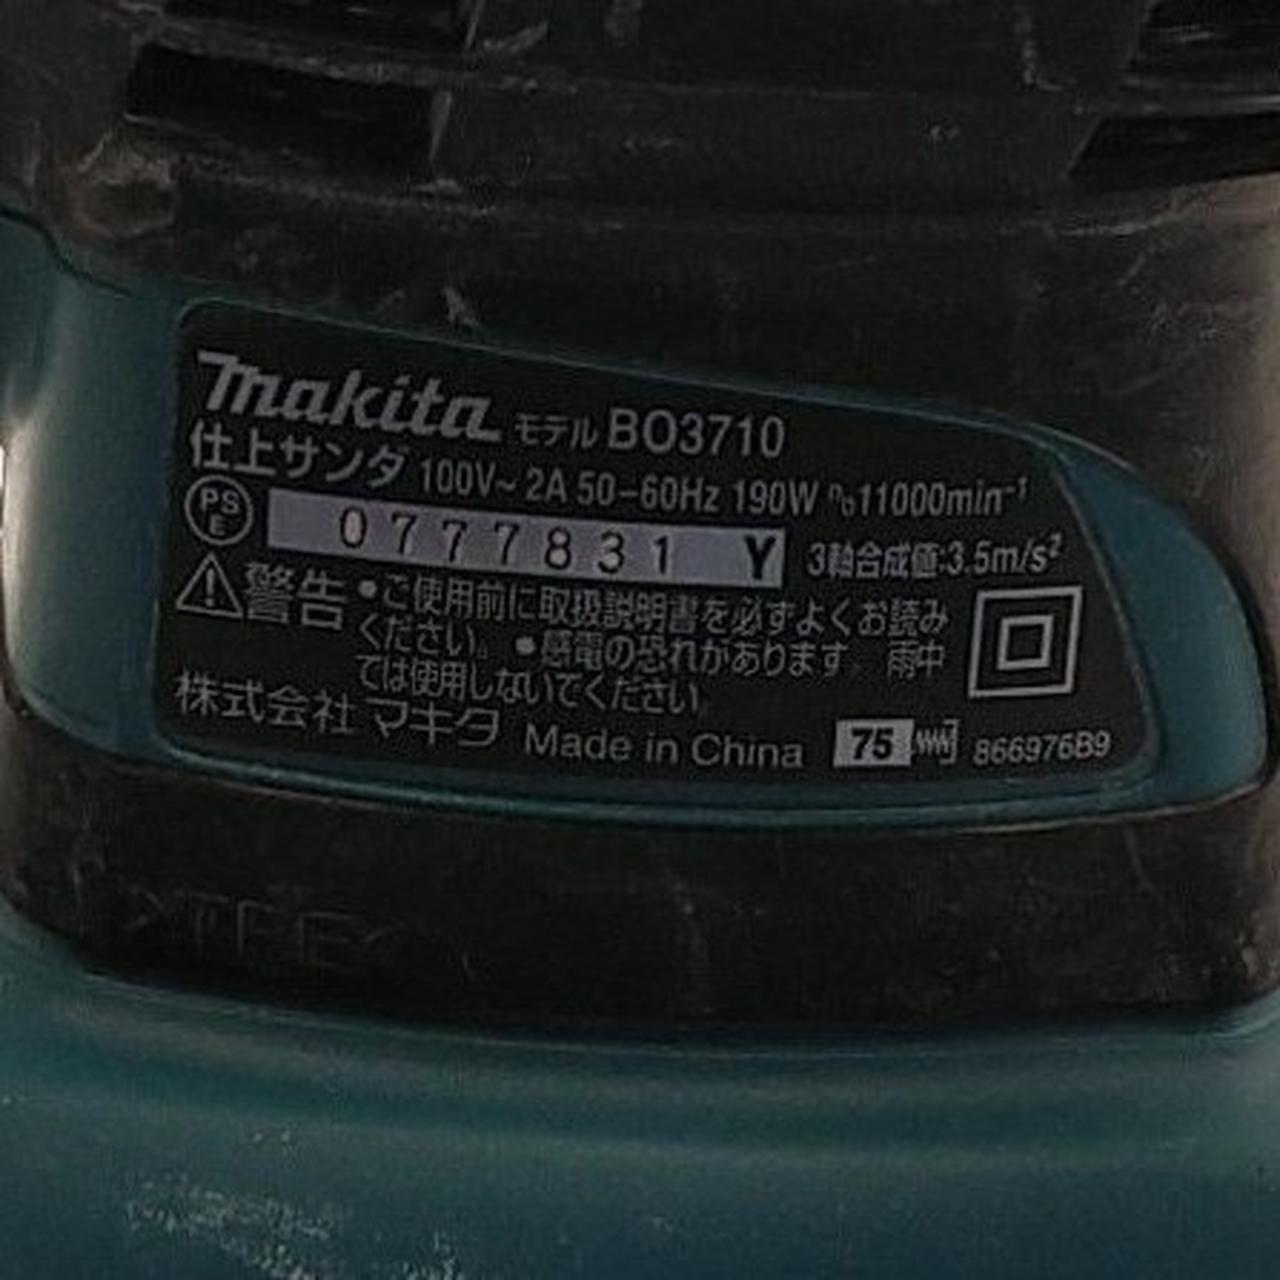 makita モデル BO3710
仕上サンダ 100V~ 2A 50-60Hz 190W n₀11000min⁻¹
PS E 0777831 Y 3軸合成値:3.5m/s²
警告 •ご使用前に取扱説明書を必ずよくお読み
ください。 •感電の恐れがあります 雨中
では使用しないでください
株式会社 マキタ Made in China 75 866976B9
>TPE<